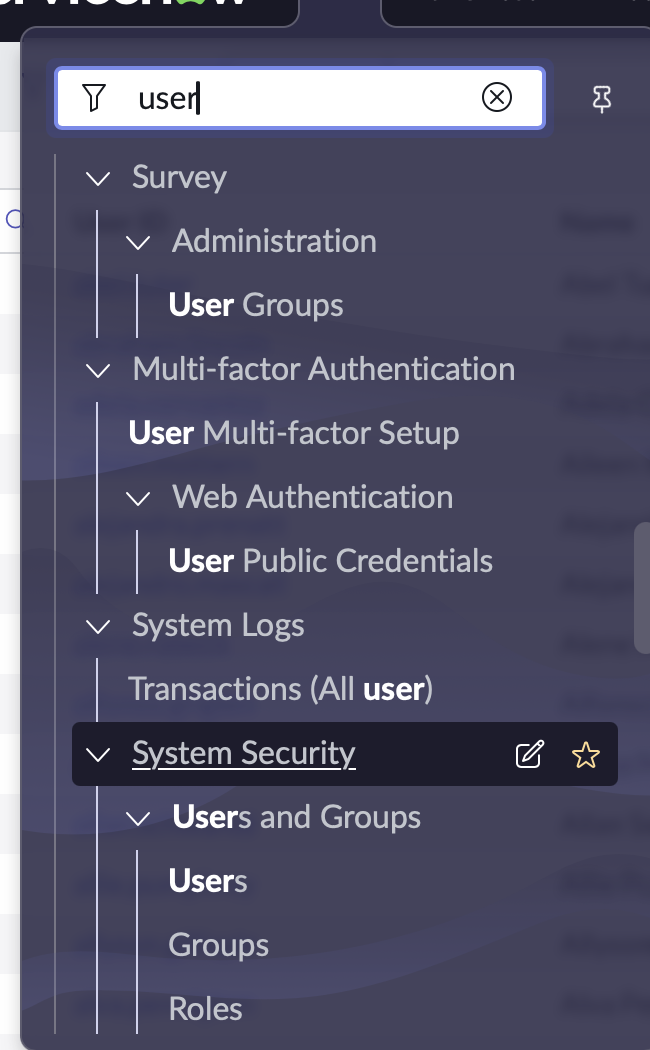 user
Survey
Administration
User Groups
Multi-factor Authentication
User Multi-factor Setup
Web Authentication
User Public Credentials
System Logs
Transactions (All user)
System Security
Users and Groups
Users
Groups
Roles